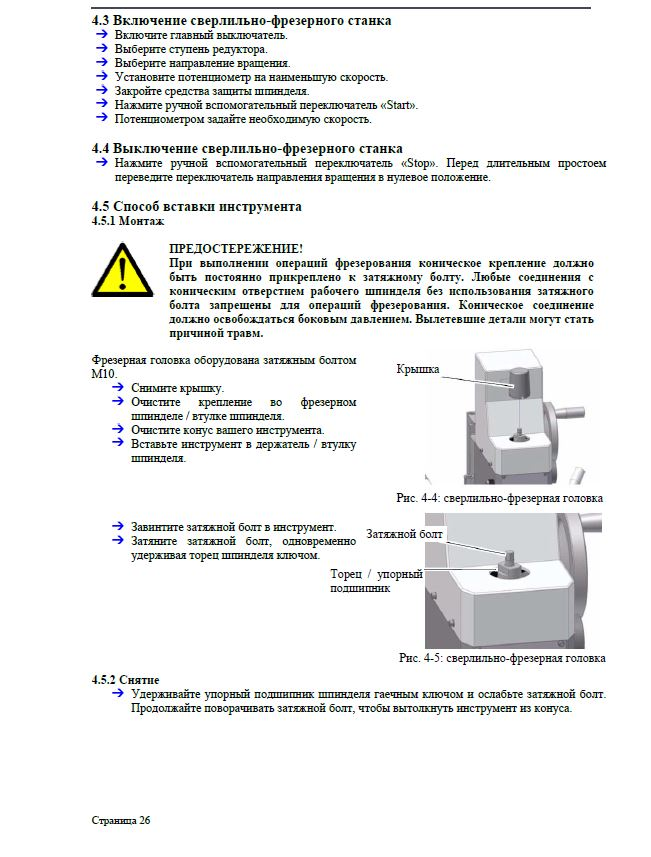 4.3 Включение сверлильно-фрезерного станка
➔ Включите главный выключатель.
➔ Выберите ступень редуктора.
➔ Выберите направление вращения.
➔ Установите потенциометр на наименьшую скорость.
➔ Закройте средства защиты шпинделя.
➔ Нажмите ручной вспомогательный переключатель «Start».
➔ Потенциометром задайте необходимую скорость.
4.4 Выключение сверлильно-фрезерного станка
➔ Нажмите ручной вспомогательный переключатель «Stop». Перед длительным простоем
переведите переключатель направления вращения в нулевое положение.
4.5 Способ вставки инструмента
4.5.1 Монтаж
ПРЕДОСТЕРЕЖЕНИЕ!
При выполнении операций фрезерования коническое крепление должно
быть постоянно прикреплено к затяжному болту. Любые соединения с
коническим отверстием рабочего шпинделя без использования затяжного
болта запрещены для операций фрезерования. Коническое соединение
должно освобождаться боковым давлением. Вылетевшие детали могут стать
причиной травм.
Фрезерная головка оборудована затяжным болтом
М10.
➔ Снимите крышку.
➔ Очистите крепление во фрезерном
шпинделе / втулке шпинделя.
➔ Очистите конус вашего инструмента.
➔ Вставьте инструмент в держатель / втулку
шпинделя.
Крышка
Рис. 4-4: сверлильно-фрезерная головка
➔ Завинтите затяжной болт в инструмент.
➔ Затяните затяжной болт, одновременно
удерживая торец шпинделя ключом.
Затяжной болт
Торец / упорный
подшипник
Рис. 4-5: сверлильно-фрезерная головка
4.5.2 Снятие
➔ Удерживайте упорный подшипник шпинделя гаечным ключом и ослабьте затяжной болт.
Продолжайте поворачивать затяжной болт, чтобы вытолкнуть инструмент из конуса.
Страница 26